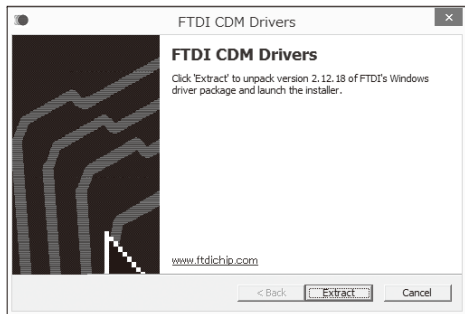 FTDI CDM Drivers
FTDI CDM Drivers
Click 'Extract' to unpack version 2.12.18 of FTDI's Windows
driver package and launch the installer.
www.ftdichip.com
< Back
Extract
Cancel